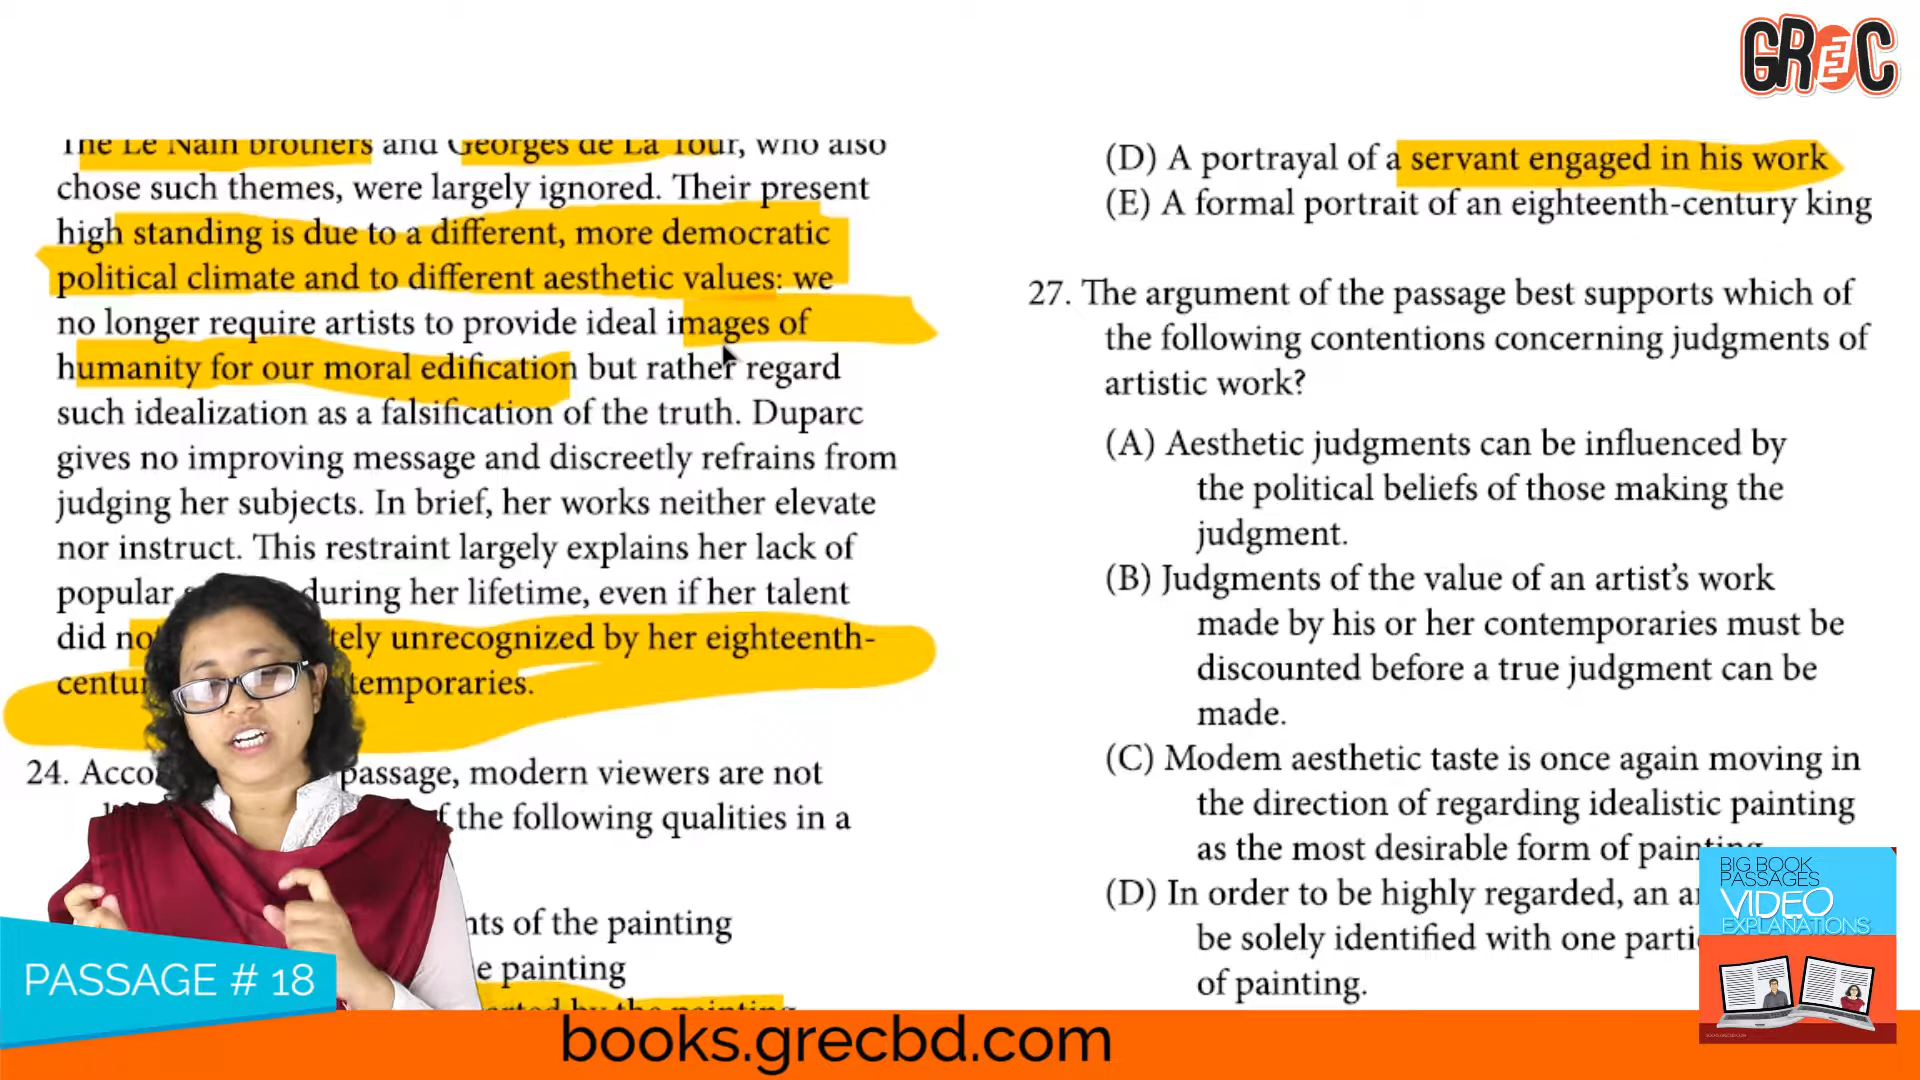 GREC
The Le Nain brothers and Georges de La Tour, who also
chose such themes, were largely ignored. Their present
high standing is due to a different, more democratic
political climate and to different aesthetic values: we
no longer require artists to provide ideal images of
humanity for our moral edification but rather regard
such idealization as a falsification of the truth. Duparc
gives no improving message and discreetly refrains from
judging her subjects. In brief, her works neither elevate
nor instruct. This restraint largely explains her lack of
popular during her lifetime, even if her talent
did no tely unrecognized by her eighteenth-
centur temporaries.
24. Acco passage, modern viewers are not
f the following qualities in a
nts of the painting
e painting
erted by the painting
(D) A portrayal of a servant engaged in his work
(E) A formal portrait of an eighteenth-century king
27. The argument of the passage best supports which of
the following contentions concerning judgments of
artistic work?
(A) Aesthetic judgments can be influenced by
the political beliefs of those making the
judgment.
(B) Judgments of the value of an artist's work
made by his or her contemporaries must be
discounted before a true judgment can be
made.
(C) Modem aesthetic taste is once again moving in
the direction of regarding idealistic painting
as the most desirable form of painting
(D) In order to be highly regarded, an ar
be solely identified with one parti
of painting.
BIG BOOK
PASSAGES
VIDEO
EXPLANATIONS
PASSAGE # 18
books.grecbd.com